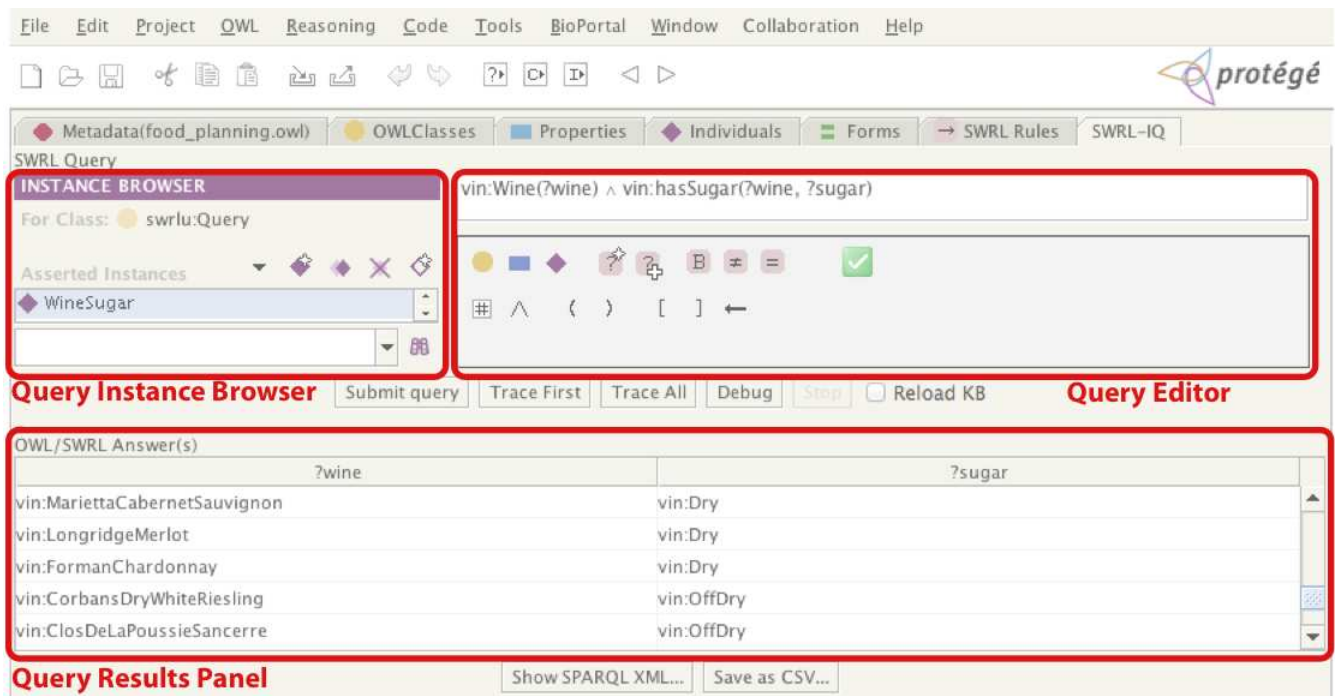 File Edit Project OWL Reasoning Code Tools BioPortal Window Collaboration Help
protégé
Metadata(food_planning.owl) OWLClasses Properties Individuals Forms → SWRL Rules SWRL-IQ
SWRL Query
INSTANCE BROWSER
vin:Wine(?wine) ∧ vin:hasSugar(?wine, ?sugar)
For Class: swrlu:Query
Asserted Instances
? ? B ≠ =
WineSugar
# ∧ ( ) [ ] ←
Query Instance Browser Submit query Trace First Trace All Debug Stop Reload KB Query Editor
OWL/SWRL Answer(s)
?wine ?sugar
vin:MariettaCabernetSauvignon vin:Dry
vin:LongridgeMerlot vin:Dry
vin:FormanChardonnay vin:Dry
vin:CorbansDryWhiteRiesling vin:OffDry
vin:ClosDeLaPoussieSancerre vin:OffDry
Query Results Panel Show SPARQL XML... Save as CSV...